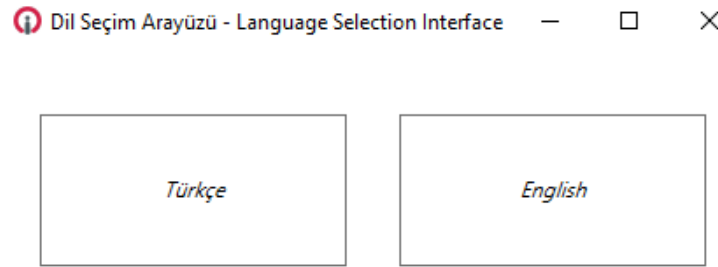 Dil Seçim Arayüzü - Language Selection Interface
Türkçe
English